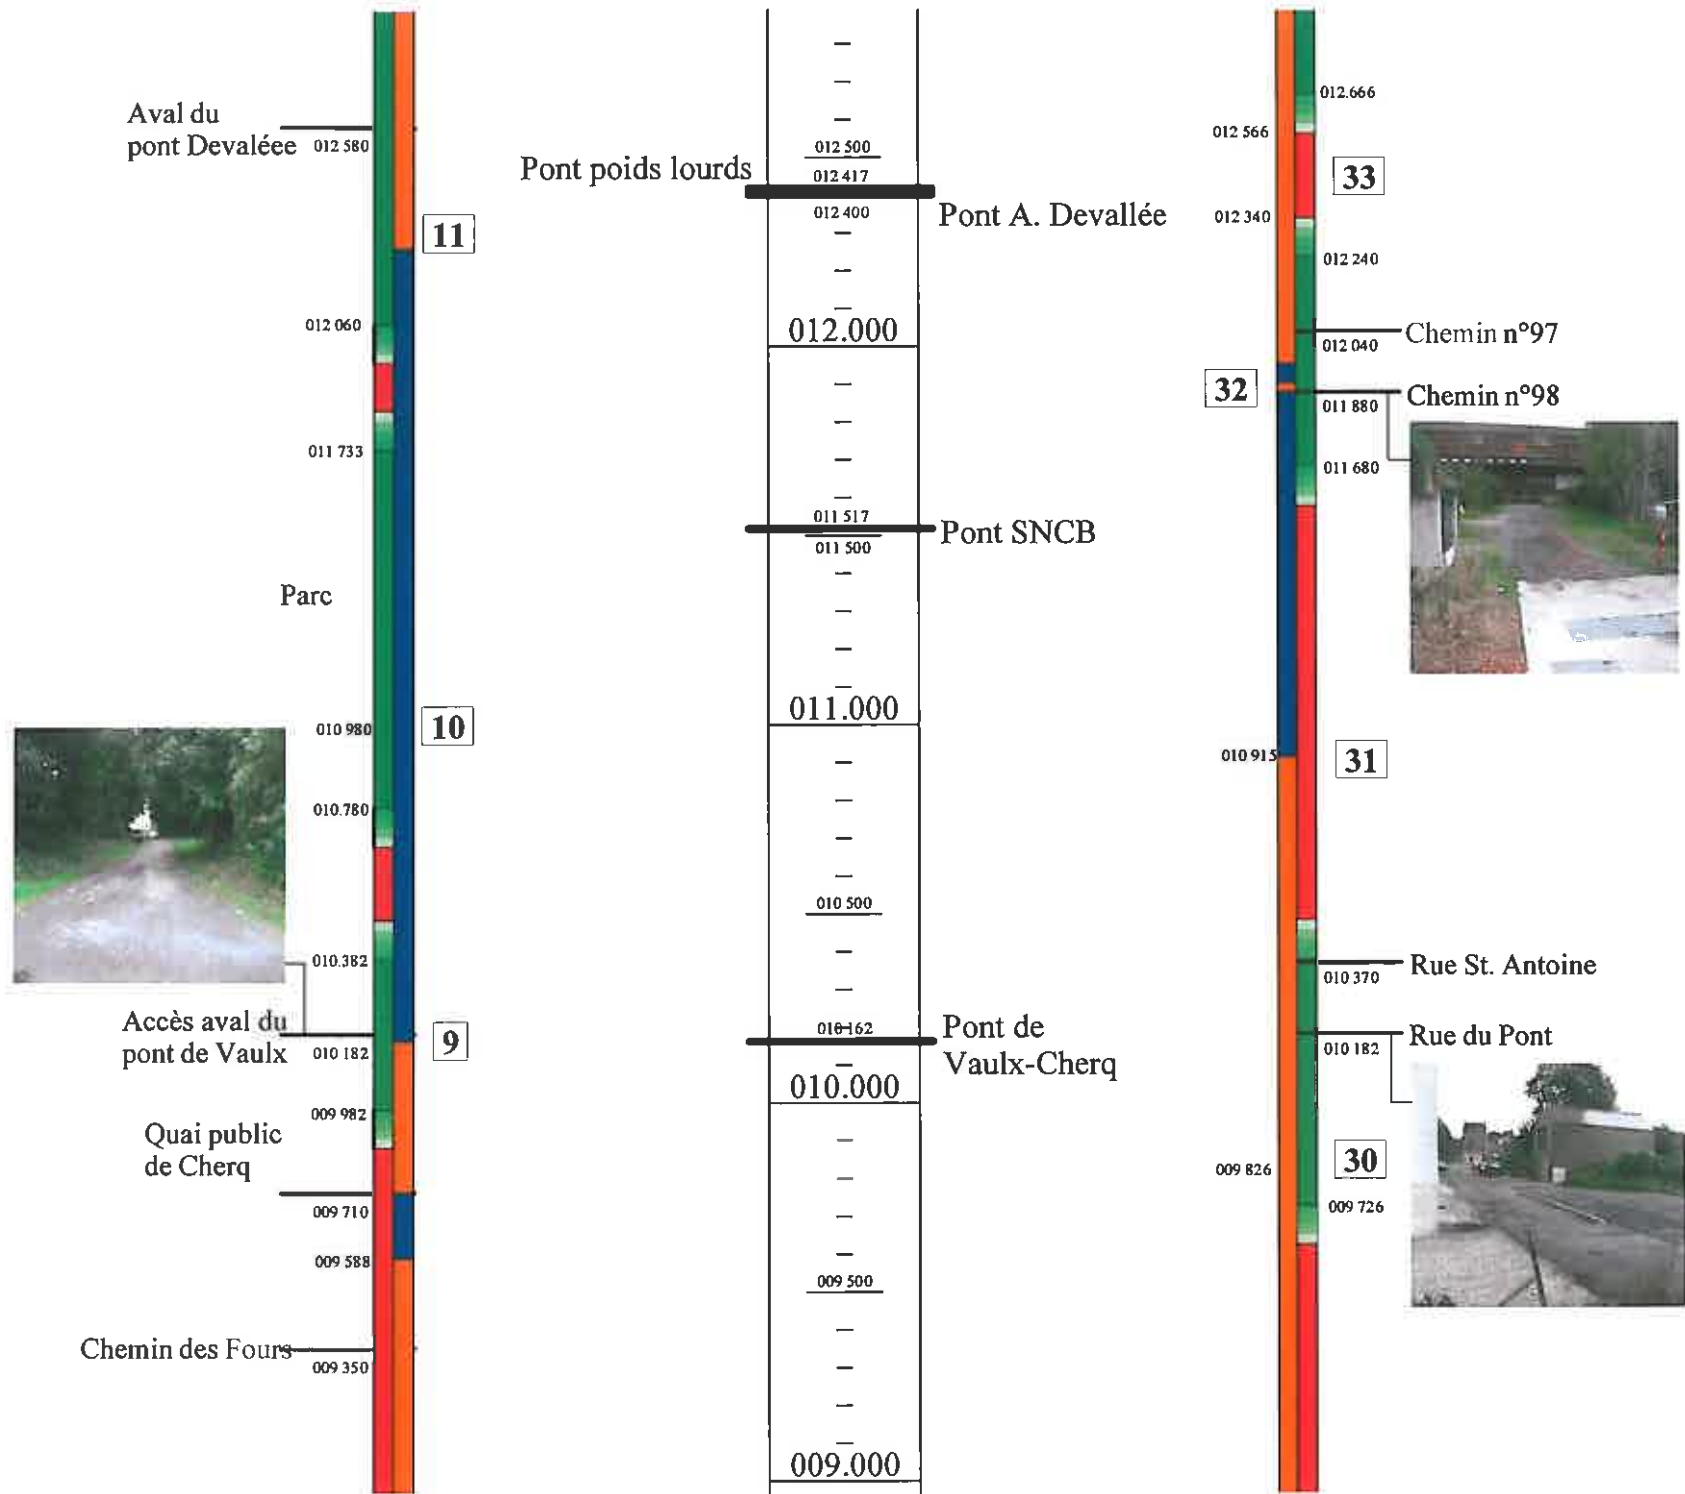 Aval du
pont Devaléee
012 580
11
012 060
011 733
Parc
010 980
10
010.780
010.382
Accès aval du
pont de Vaulx
010 182
9
009 982
Quai public
de Cherq
009 710
009 588
Chemin des Fours
009 350
012 500
Pont poids lourds
012 417
012 400
Pont A. Devallée
012.000
011 517
Pont SNCB
011 500
011.000
010 500
010 162
Pont de
Vaulx-Cherq
010.000
009 500
009.000
012.666
012 566
33
012 340
012 240
Chemin n°97
012 040
32
Chemin n°98
011 880
011 680
010 915
31
Rue St. Antoine
010 370
Rue du Pont
010 182
009 826
30
009 726